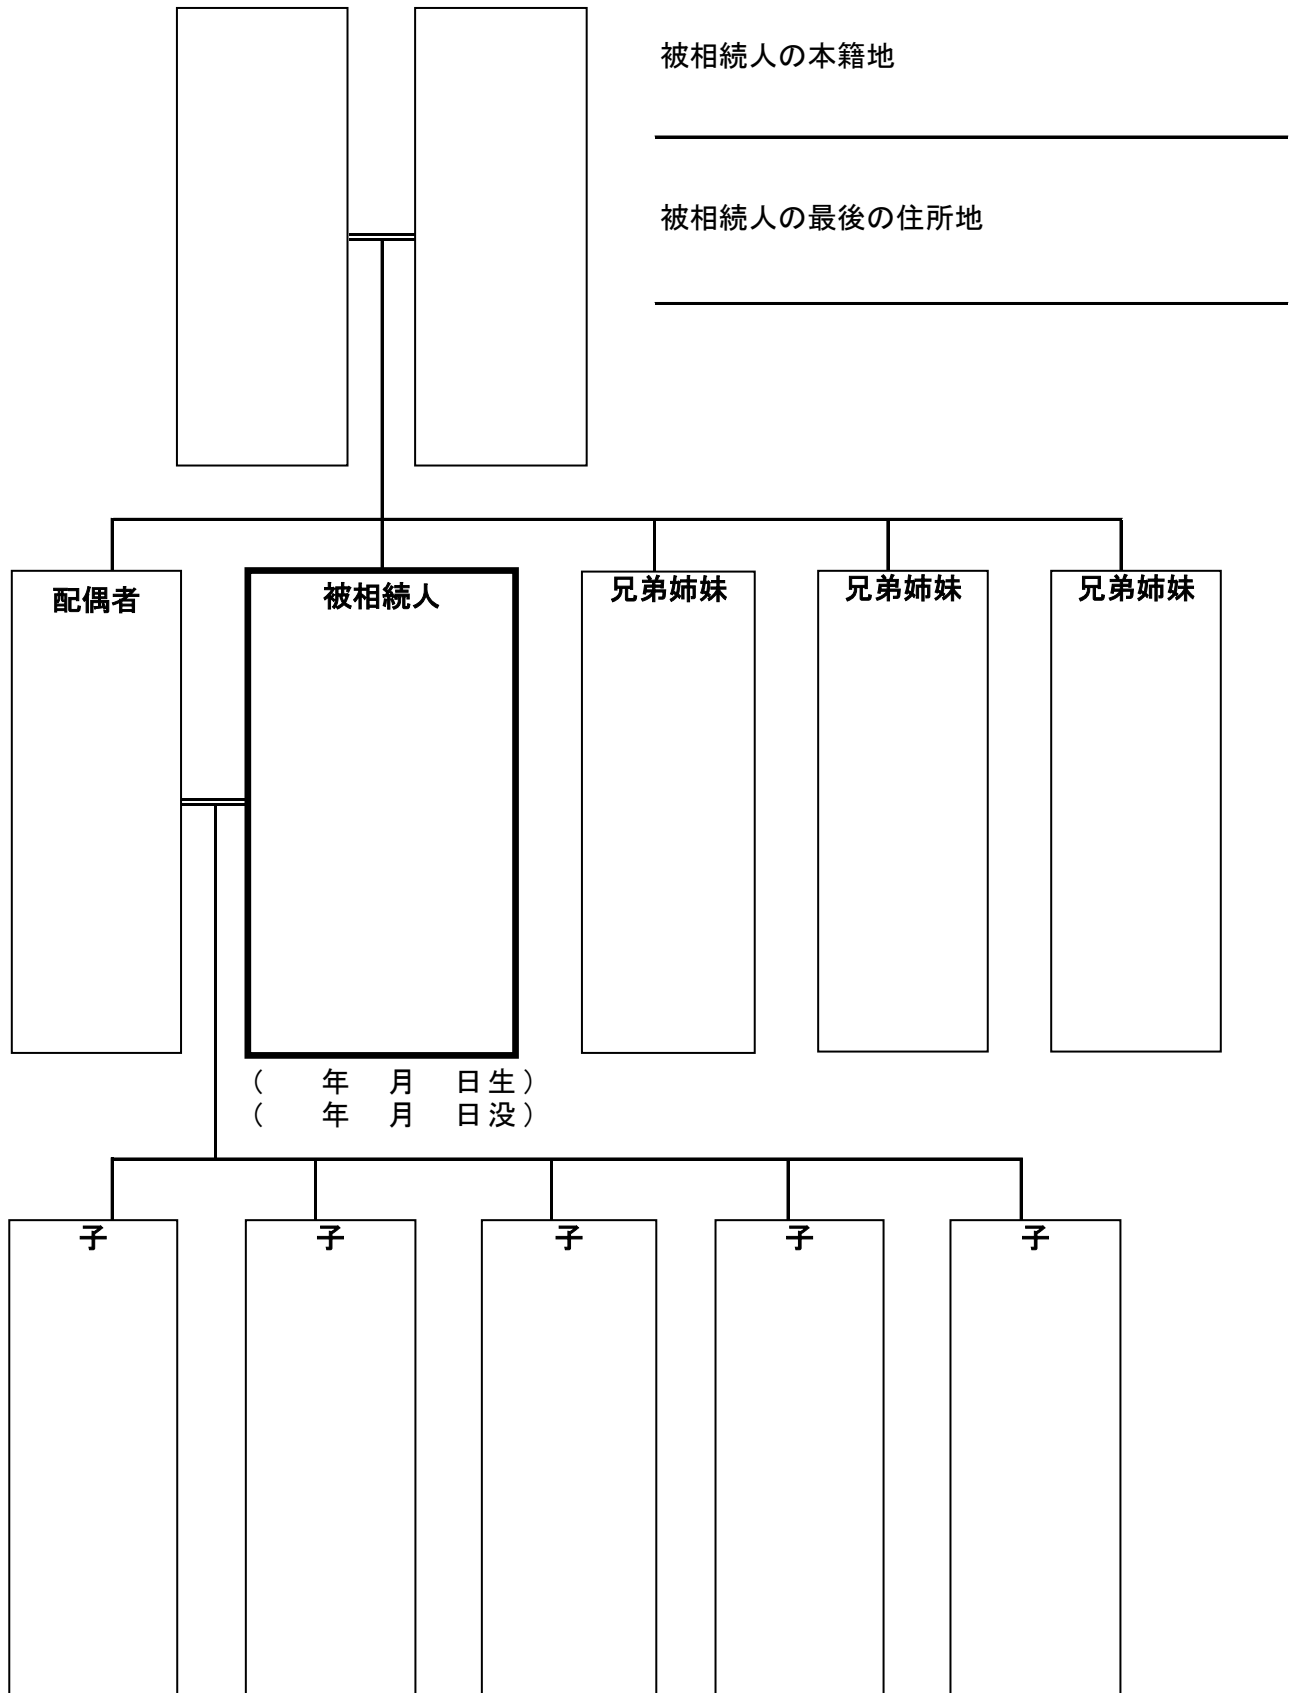 被相続人の本籍地
被相続人の最後の住所地
配偶者
被相続人
兄弟姉妹
兄弟姉妹
兄弟姉妹
(　　年　月　日生)
(　　年　月　日没)
子
子
子
子
子